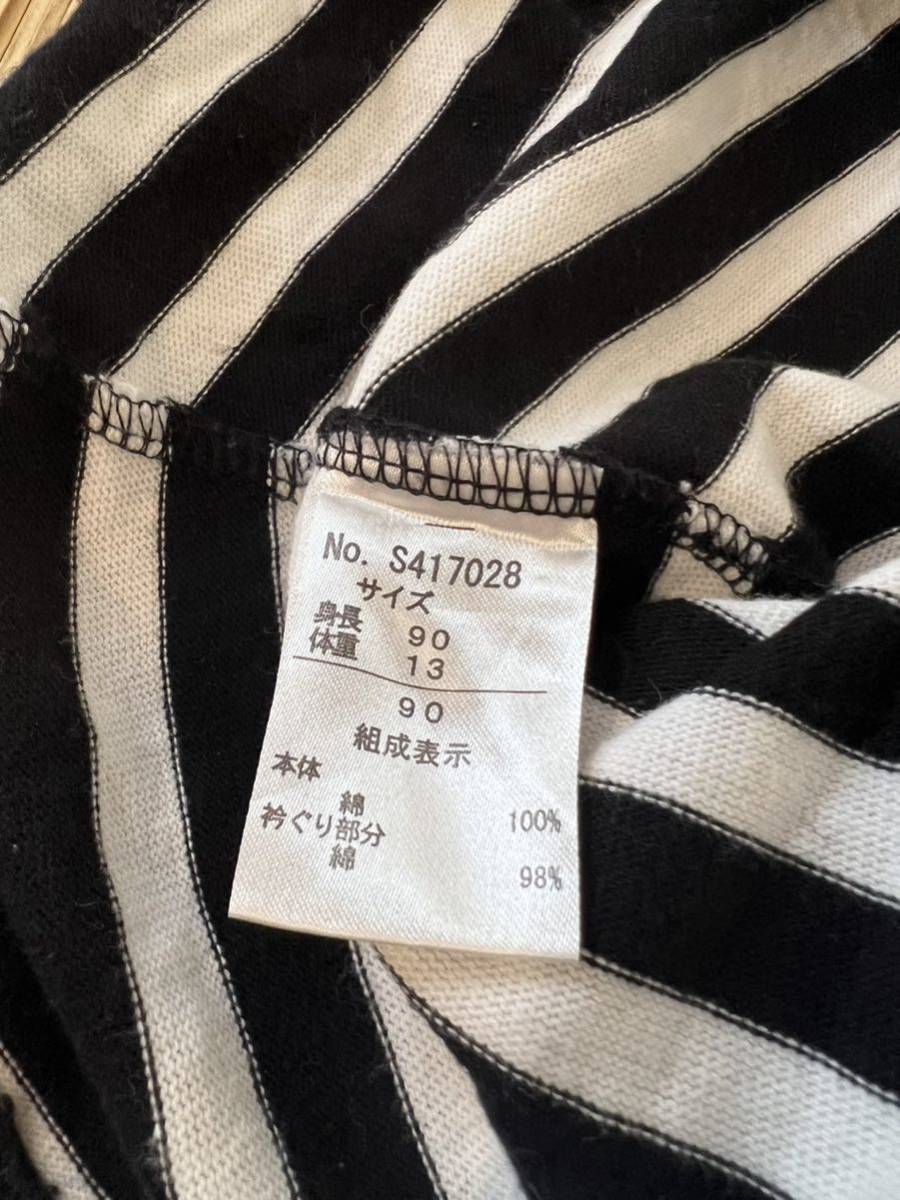 No. S417028
サイズ
身長 90
体重 13
90
組成表示
本体
綿 100%
衿ぐり部分
綿 98%